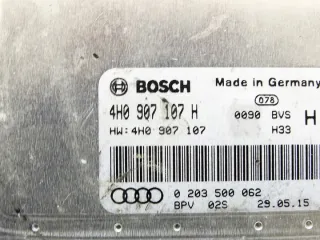 BOSCH Made in Germany
078
4H0 907 107 H 0090 BVS H
HW:4H0 907 107 H33
0 203 500 062
BPV 02S 29.05.15